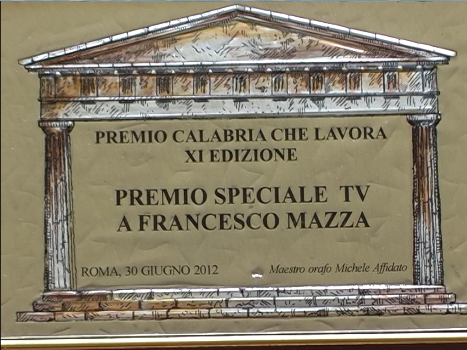 PREMIO CALABRIA CHE LAVORA
XI EDIZIONE
PREMIO SPECIALE TV
A FRANCESCO MAZZA
ROMA, 30 GIUGNO 2012 Maestro orafo Michele Affidato